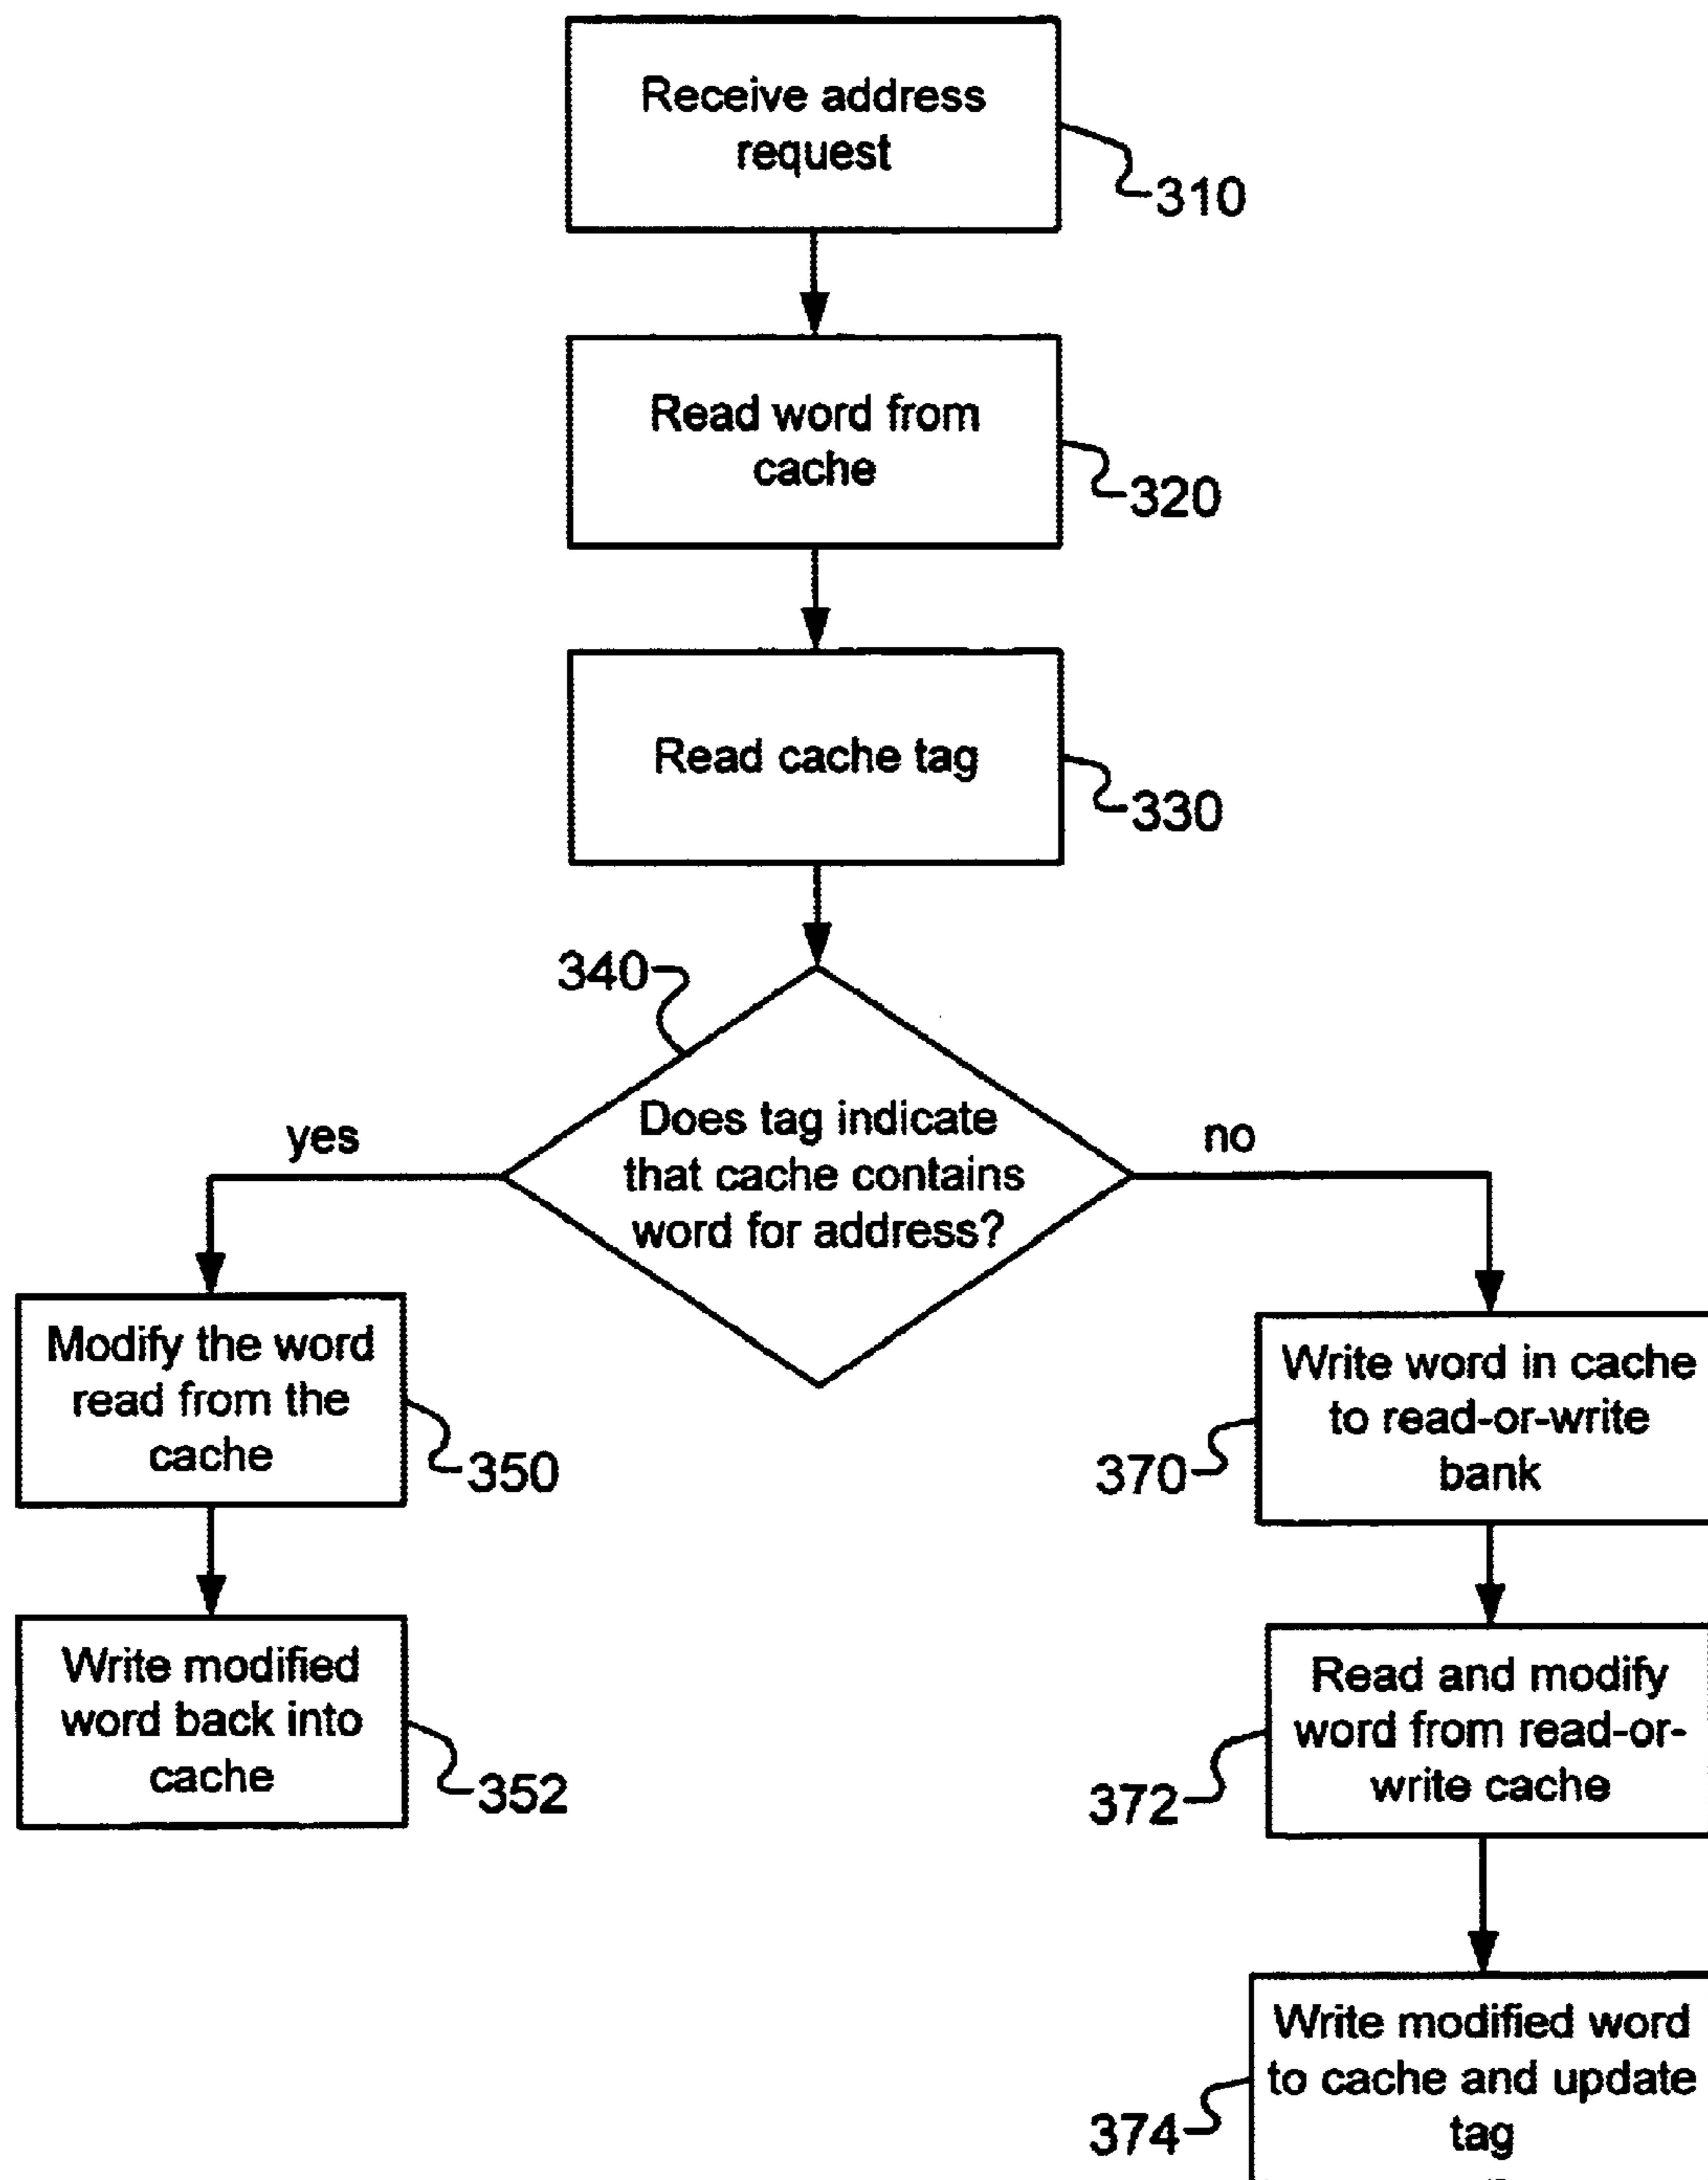 Receive address
request
310
Read word from
cache
320
Read cache tag
330
340
Does tag indicate
that cache contains
word for address?
yes
no
Modify the word
read from the
cache
350
Write word in cache
to read-or-write
bank
370
Write modified
word back into
cache
352
Read and modify
word from read-or-
write cache
372
Write modified word
to cache and update
tag
374